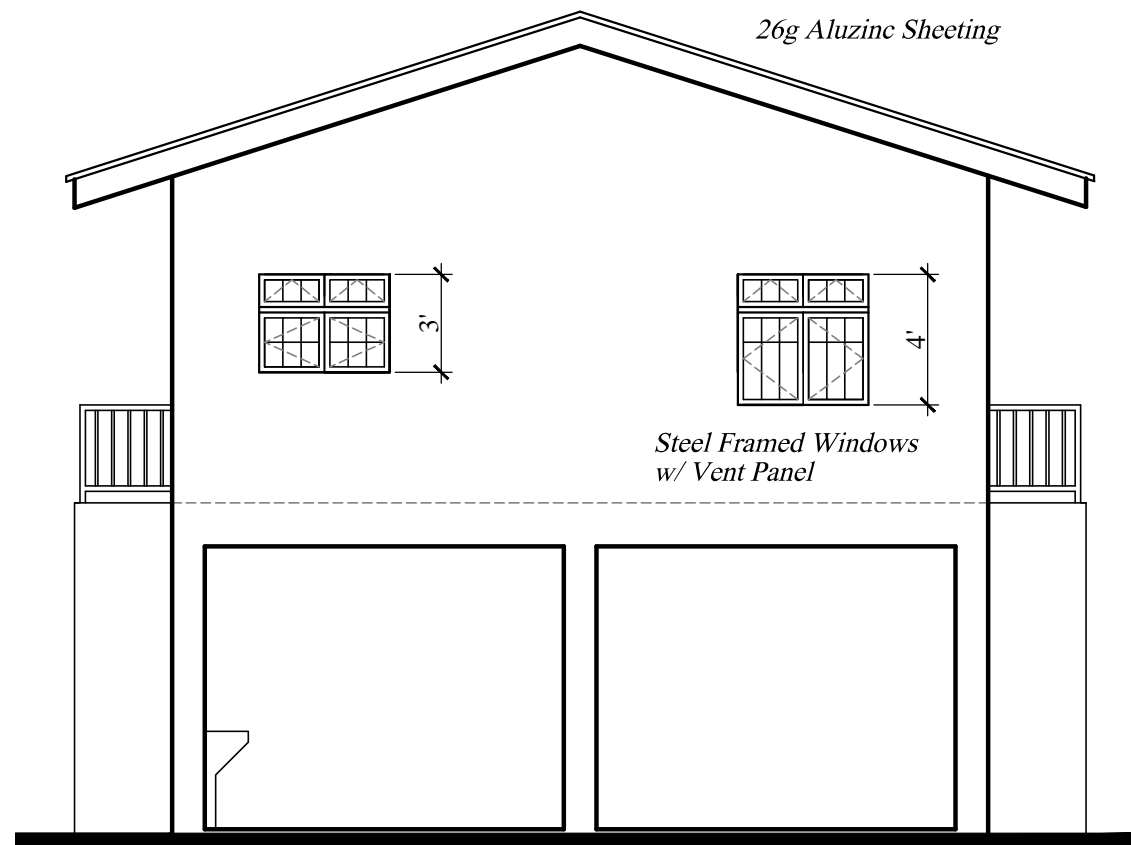 26g Aluzinc Sheeting
3'
4'
Steel Framed Windows
w/ Vent Panel